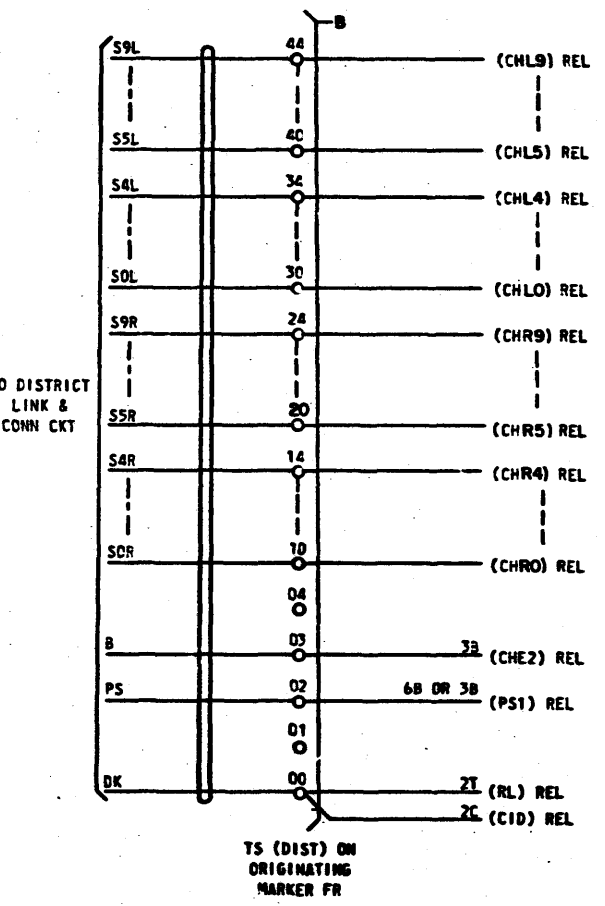 B
S9L 44 (CHL9) REL
S5L 40 (CHL5) REL
S4L 34 (CHL4) REL
S0L 30 (CHL0) REL
S9R 24 (CHR9) REL
O DISTRICT
LINK &
CONN CKT
S5R 20 (CHR5) REL
S4R 14 (CHR4) REL
S0R 10 (CHR0) REL
04
B 03 3B (CHE2) REL
PS 02 6B OR 3B (PS1) REL
01
DK 00 2T (RL) REL
2C (CID) REL
TS (DIST) ON
ORIGINATING
MARKER FR